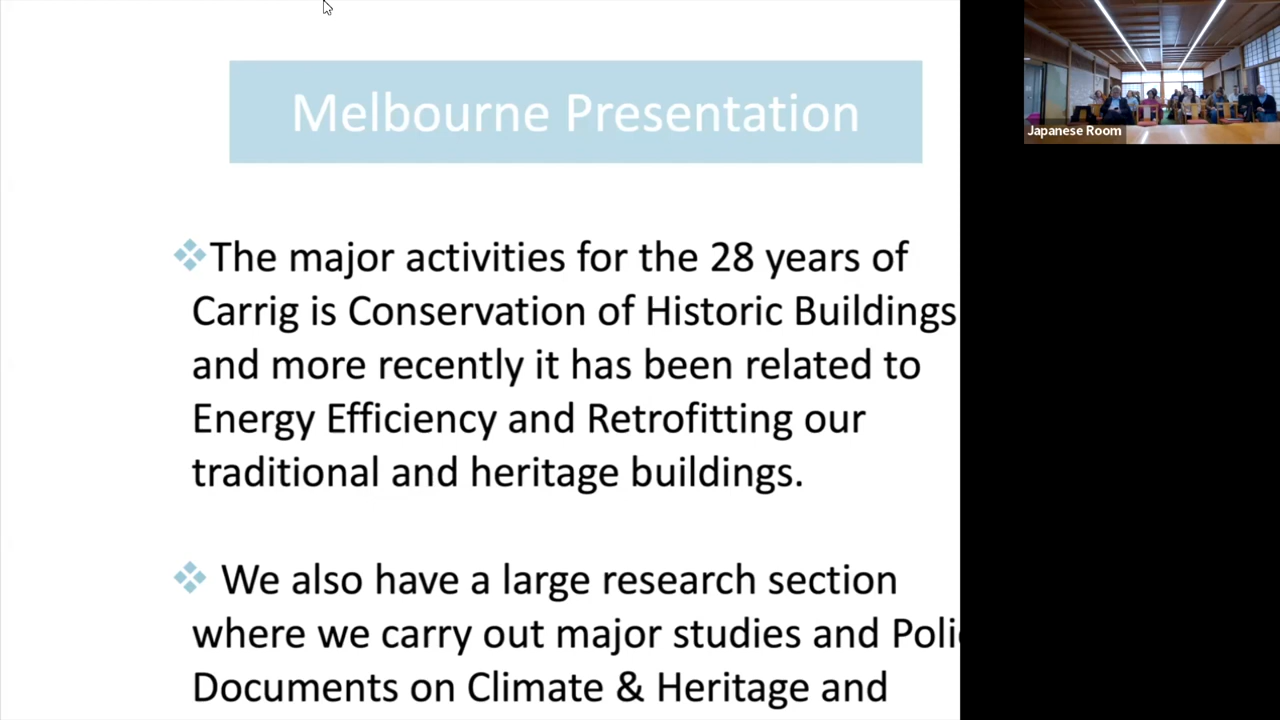 Melbourne Presentation
The major activities for the 28 years of
Carrig is Conservation of Historic Buildings
and more recently it has been related to
Energy Efficiency and Retrofitting our
traditional and heritage buildings.
We also have a large research section
where we carry out major studies and
Documents on Climate & Heritage and
Japanese Room